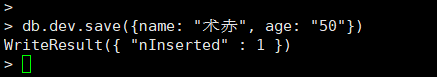 >
> db.dev.save({name: "术赤", age: "50"})
WriteResult({ "nInserted" : 1 })
>